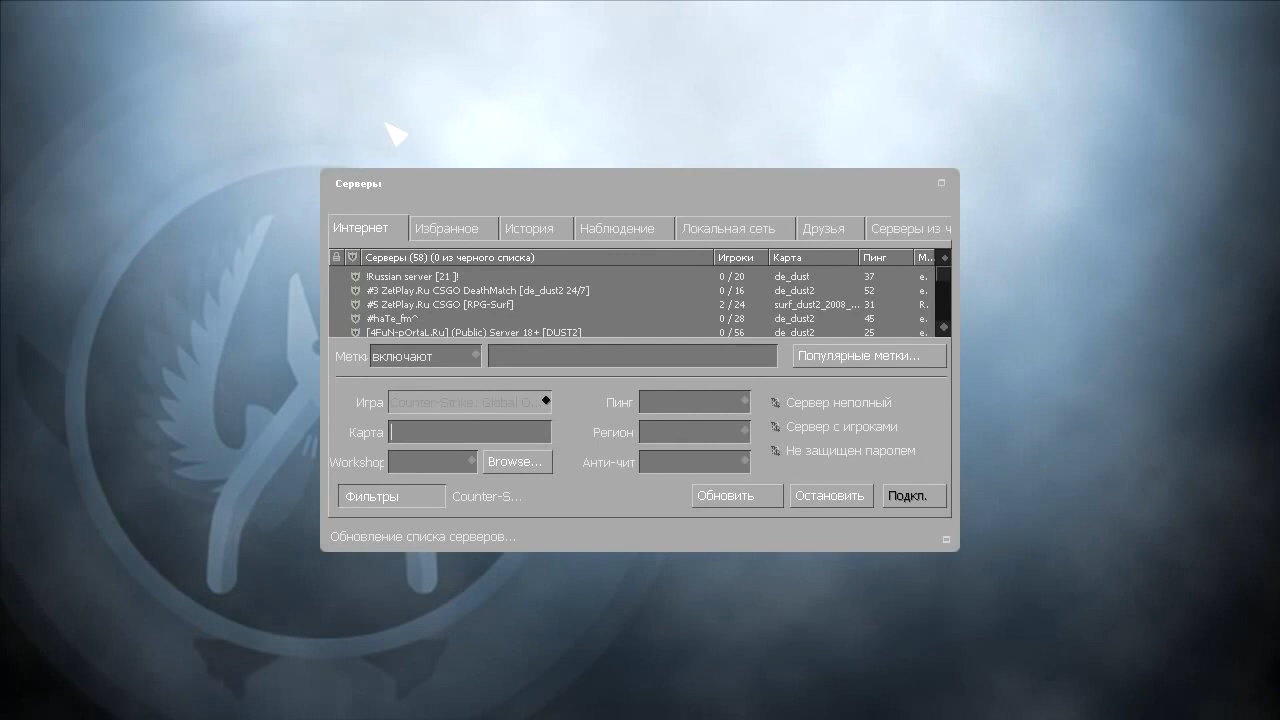 Серверы
Интернет Избранное История Наблюдение Локальная сеть Друзья Серверы из ч
Серверы (58) (0 из черного списка) Игроки Карта Пинг М...
!Russian server [21 ]! 0 / 20 de_dust 37 е.
#3 ZetPlay.Ru CSGO DeathMatch [de_dust2 24/7] 0 / 16 de_dust2 52 е.
#5 ZetPlay.Ru CSGO [RPG-Surf] 2 / 24 surf_dust2_2008_... 31 R.
#haTe_fm^ 0 / 28 de_dust2 45 е.
[4FuN-pOrtaL.Ru] (Public) Server 18+ [DUST2] 0 / 56 de_dust2 25 е.
Метки включают Популярные метки...
Игра Counter-Strike: Global O... Пинг Сервер неполный
Карта Регион Сервер с игроками
Workshop Browse... Анти-чит Не защищен паролем
Фильтры Counter-S... Обновить Остановить Подкл.
Обновление списка серверов...